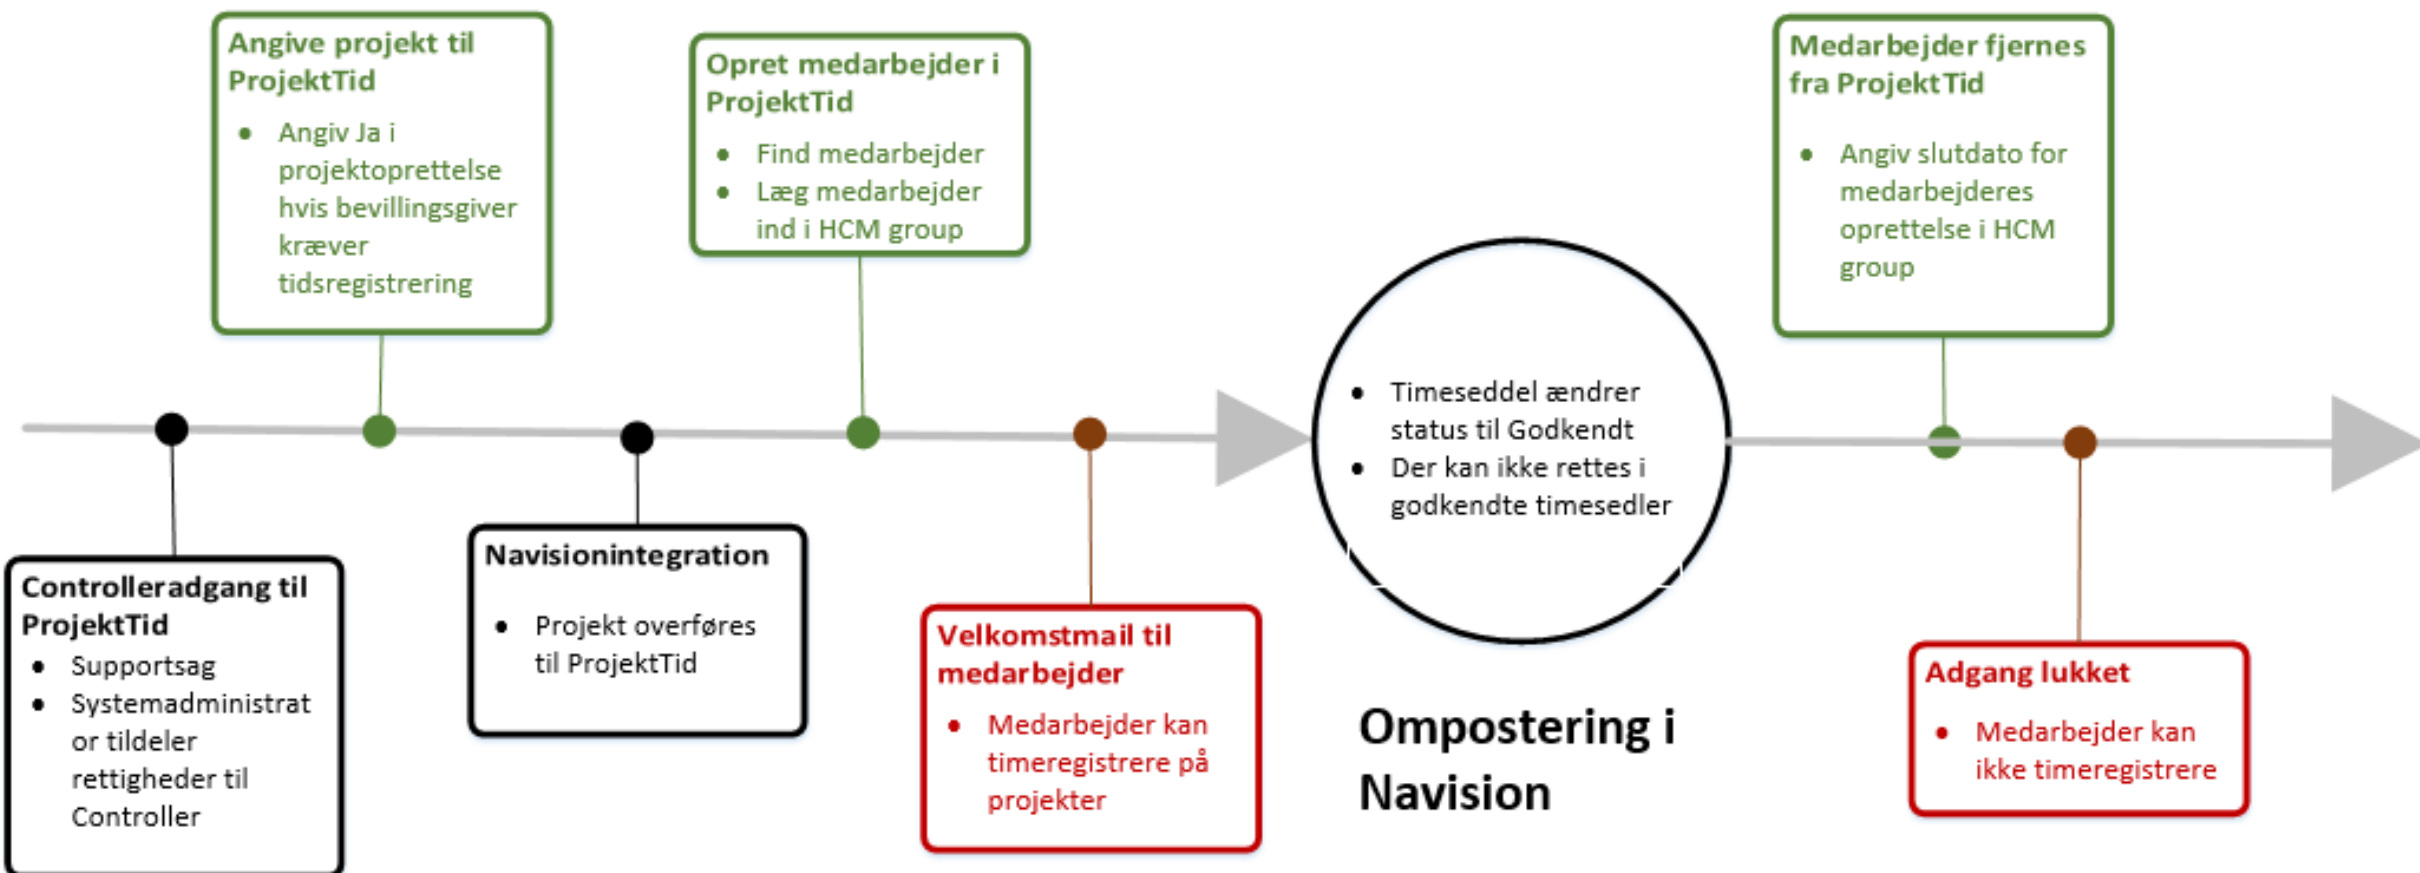 Angive projekt til
ProjektTid
● Angiv Ja i
projektoprettelse
hvis bevillingsgiver
kræver
tidsregistrering
Opret medarbejder i
ProjektTid
● Find medarbejder
● Læg medarbejder
ind i HCM group
Medarbejder fjernes
fra ProjektTid
● Angiv slutdato for
medarbejderes
oprettelse i HCM
group
● Timeseddel ændrer
status til Godkendt
● Der kan ikke rettes i
godkendte timesedler
Controlleradgang til
ProjektTid
● Supportsag
● Systemadministrat
or tildeler
rettigheder til
Controller
Navisionintegration
● Projekt overføres
til ProjektTid
Velkomstmail til
medarbejder
● Medarbejder kan
timeregistrere på
projekter
Ompostering i
Navision
Adgang lukket
● Medarbejder kan
ikke timeregistrere